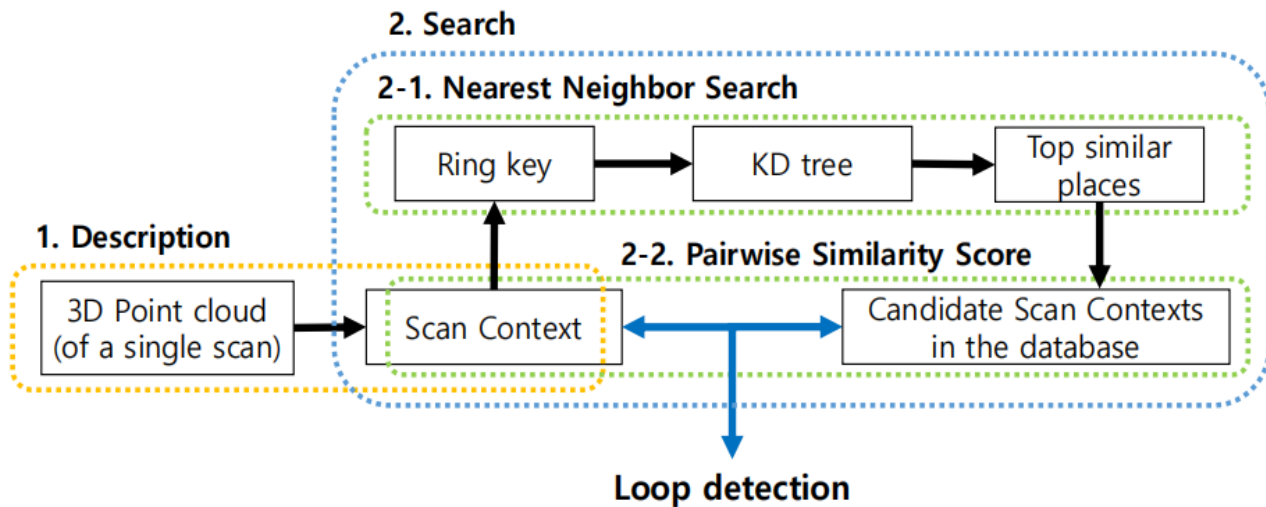 2. Search
2-1. Nearest Neighbor Search
Ring key
KD tree
Top similar
places
1. Description
2-2. Pairwise Similarity Score
3D Point cloud
(of a single scan)
Scan Context
Candidate Scan Contexts
in the database
Loop detection